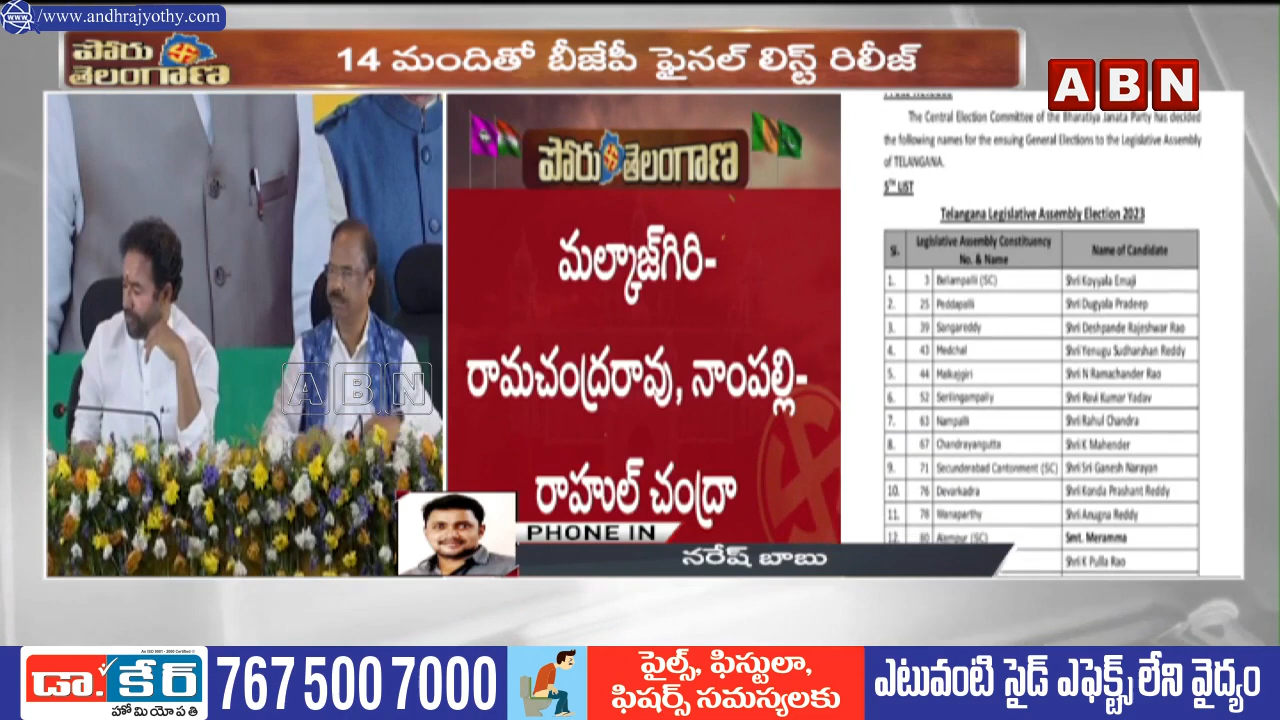 www.andhrajyothy.com
పోరు తెలంగాణ
14 మందితో బీజేపీ ఫైనల్ లిస్ట్ రిలీజ్
ABN
పోరు తెలంగాణ
మల్కాజ్‌గిరి-
రామచంద్రరావు, నాంపల్లి-
రాహుల్ చంద్రా
ABN
The Central Election Committee of the Bharatiya Janata Party has decided
the following names for the ensuing General Elections to the Legislative Assembly
of TELANGANA.
5TH LIST
Telangana Legislative Assembly Election 2023
Sl. Legislative Assembly Constituency No. & Name Name of Candidate
1. 3 Bellampalli (SC) Shri Koyyala Emaji
2. 25 Peddapalli Shri Dugyala Pradeep
3. 39 Sangareddy Shri Deshpande Rajeshwar Rao
4. 43 Medchal Shri Yenugu Sudharshan Reddy
5. 44 Malkajgiri Shri N Ramachander Rao
6. 52 Serilingampally Shri Ravi Kumar Yadav
7. 63 Nampalli Shri Rahul Chandra
8. 67 Chandrayangutta Shri K Mahender
9. 71 Secunderabad Cantonment (SC) Shri Sri Ganesh Narayan
10. 76 Devarkadra Shri Konda Prashant Reddy
11. 78 Wanaparthy Shri Anugna Reddy
12. 80 Alampur (SC) Smt. Meramma
Shri K Pulla Rao
PHONE IN
నరేష్ బాబు
డా. కేర్
హోమియోపతి
767 500 7000
పైల్స్, ఫిస్టులా,
ఫిషర్స్ సమస్యలకు
ఎటువంటి సైడ్ ఎఫెక్ట్స్ లేని వైద్యం